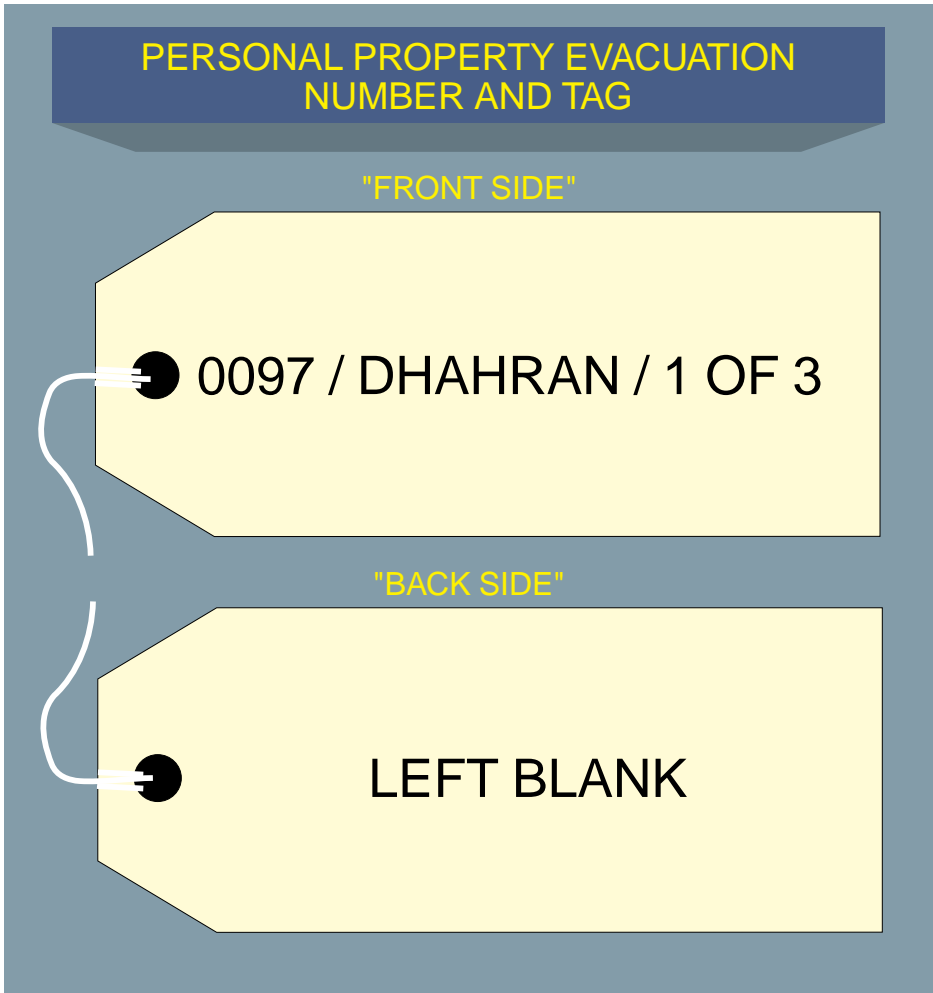 PERSONAL PROPERTY EVACUATION
NUMBER AND TAG
"FRONT SIDE"
0097 / DHAHRAN / 1 OF 3
"BACK SIDE"
LEFT BLANK